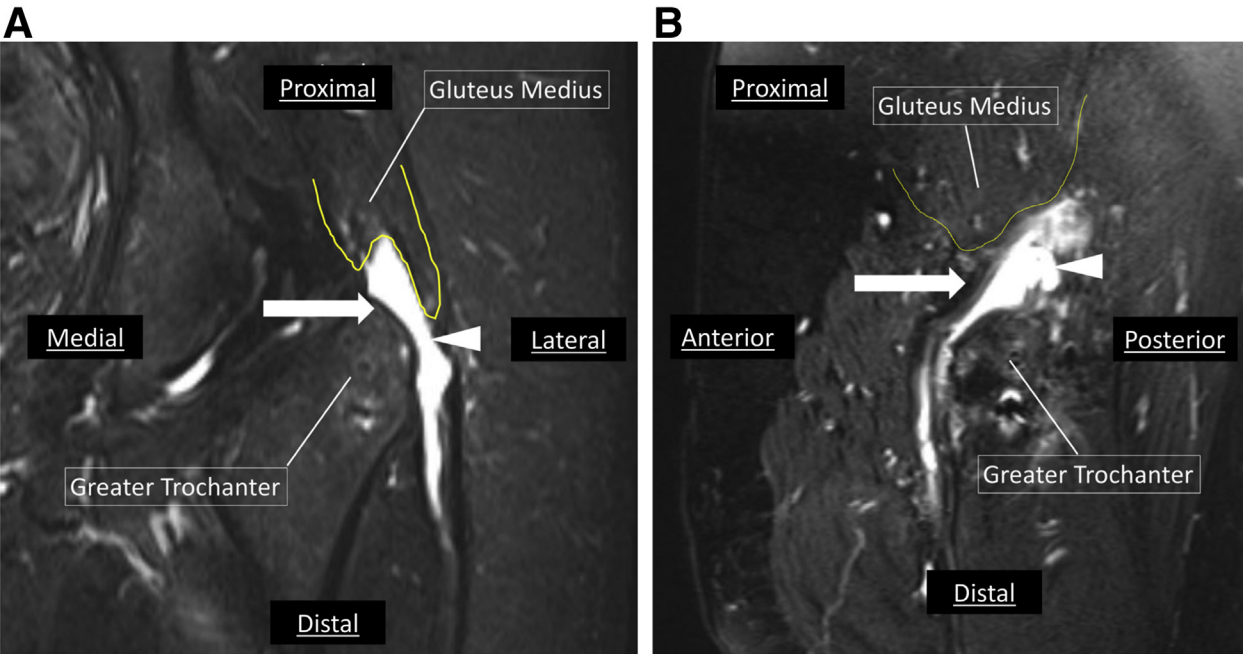 A
Proximal
Gluteus Medius
Medial
Lateral
Greater Trochanter
Distal
B
Proximal
Gluteus Medius
Anterior
Posterior
Greater Trochanter
Distal